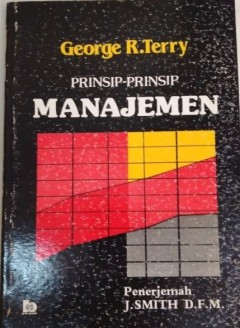 George R.Terry
PRINSIP-PRINSIP
MANAJEMEN
Penerjemah
J.SMITH D.F.M.